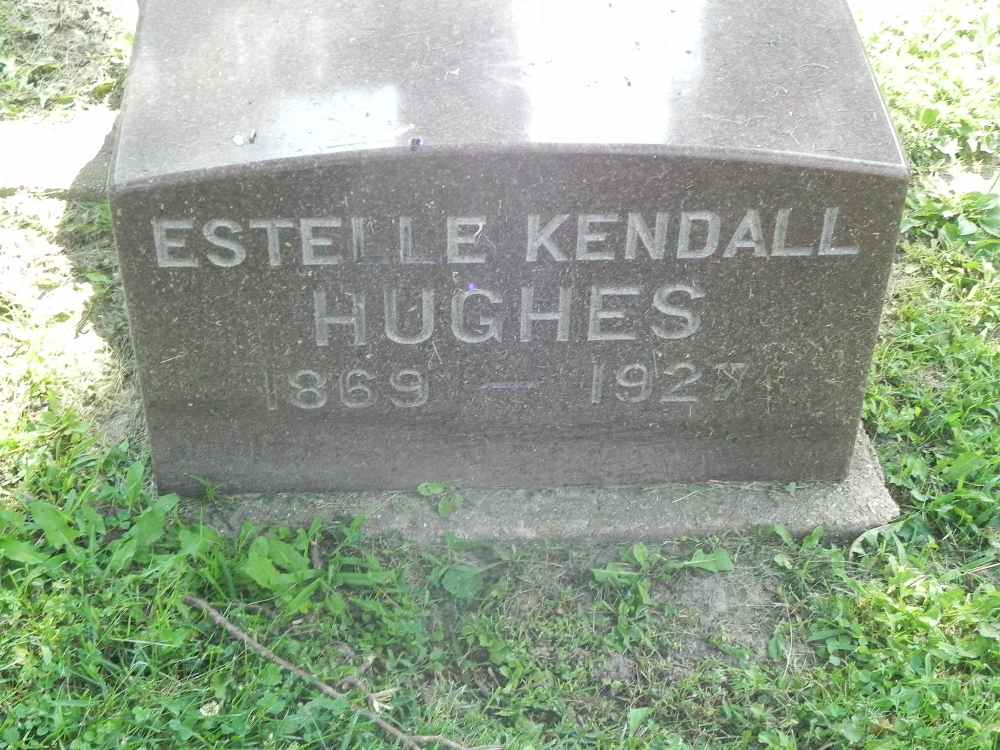 ESTELLE KENDALL
HUGHES
1869 — 1927